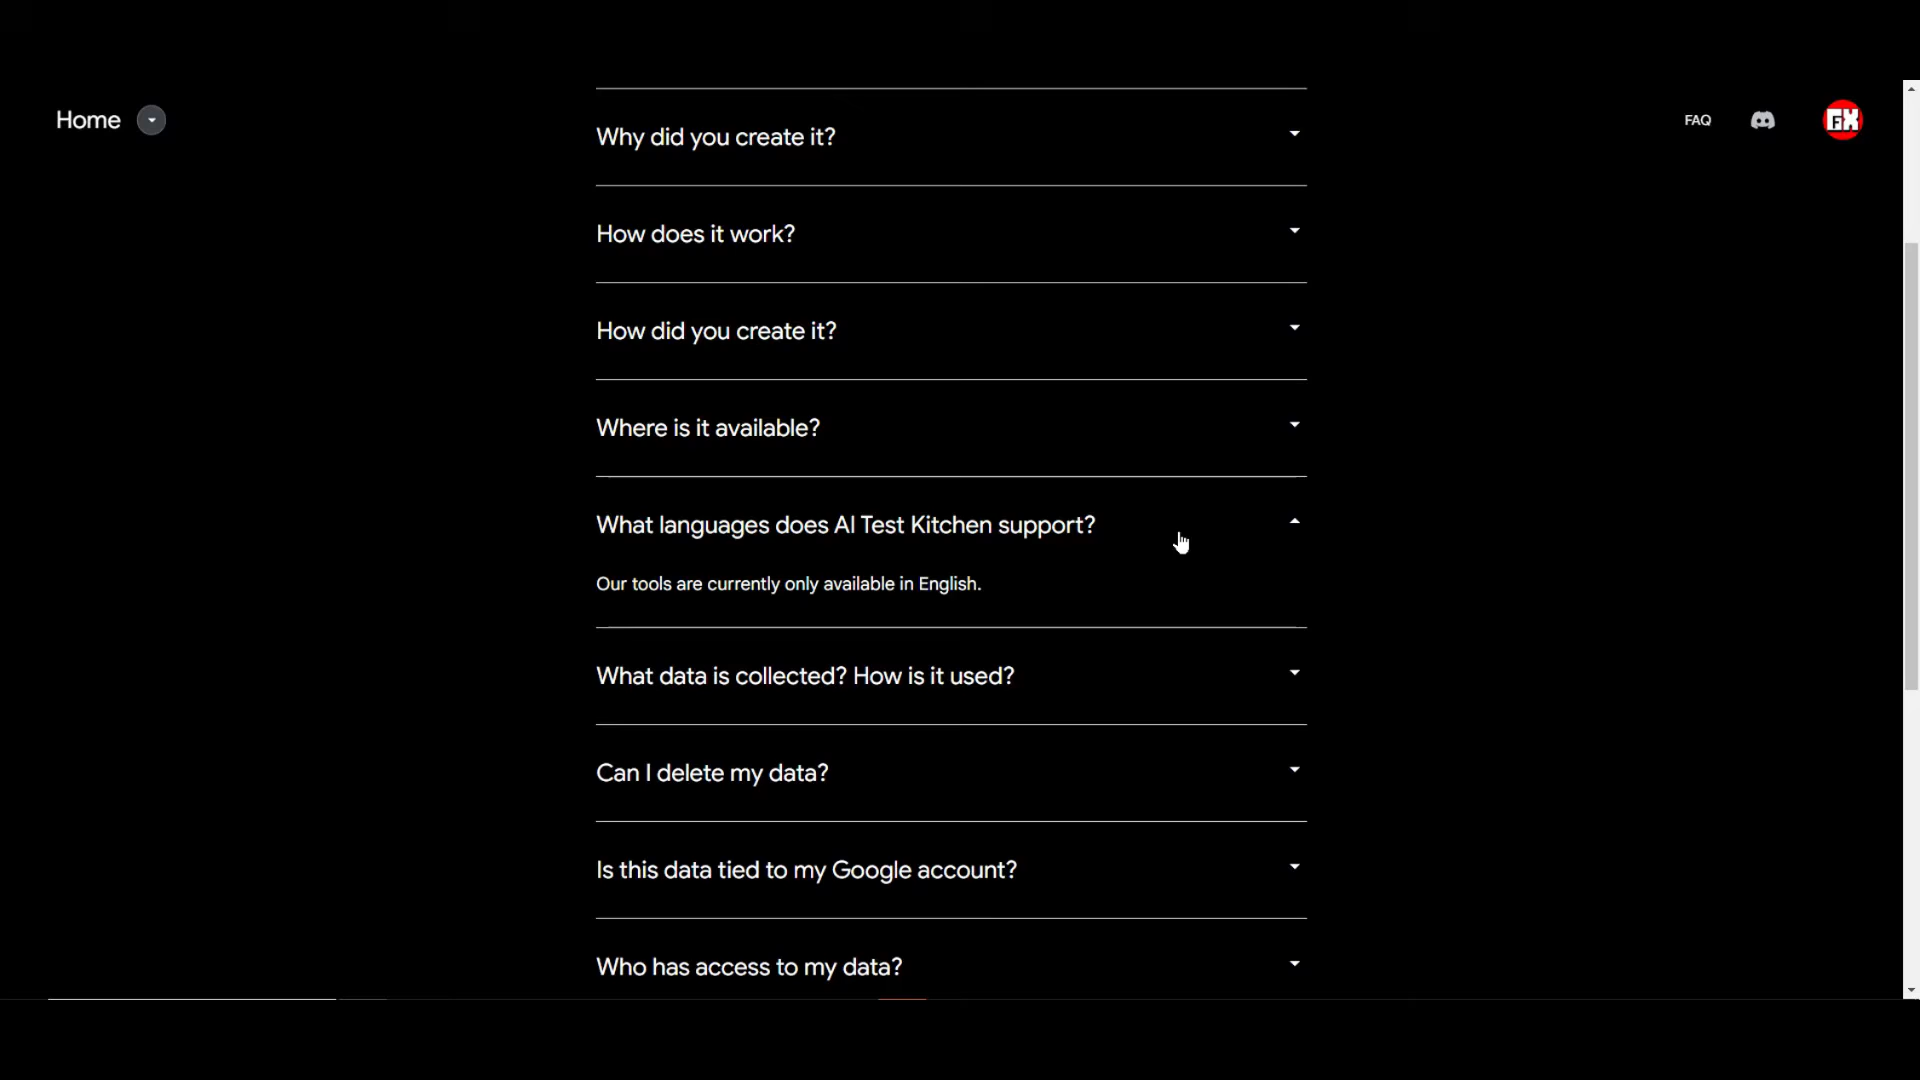 Home
FAQ
FX
Why did you create it?
How does it work?
How did you create it?
Where is it available?
What languages does AI Test Kitchen support?
Our tools are currently only available in English.
What data is collected? How is it used?
Can I delete my data?
Is this data tied to my Google account?
Who has access to my data?